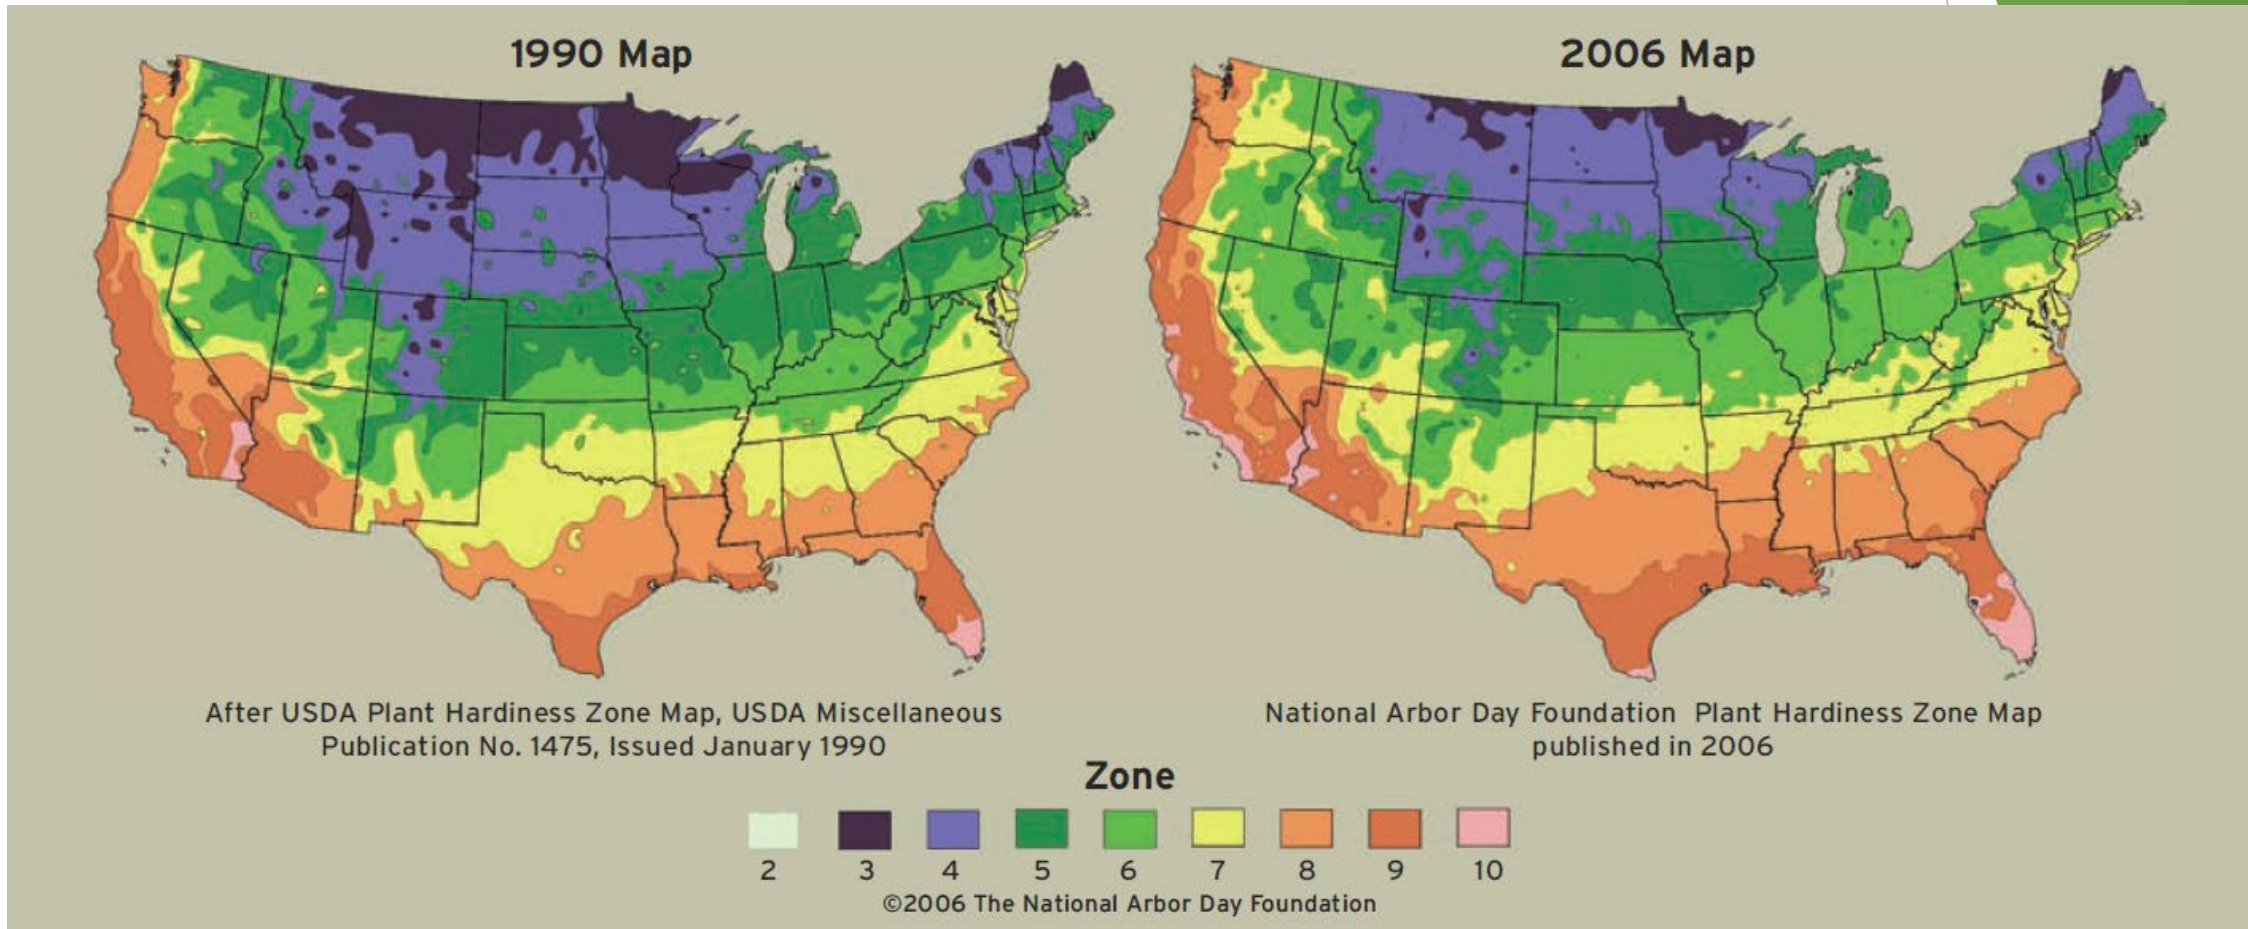 1990 Map
2006 Map
After USDA Plant Hardiness Zone Map, USDA Miscellaneous
Publication No. 1475, Issued January 1990
National Arbor Day Foundation Plant Hardiness Zone Map
published in 2006
Zone
2 3 4 5 6 7 8 9 10
©2006 The National Arbor Day Foundation